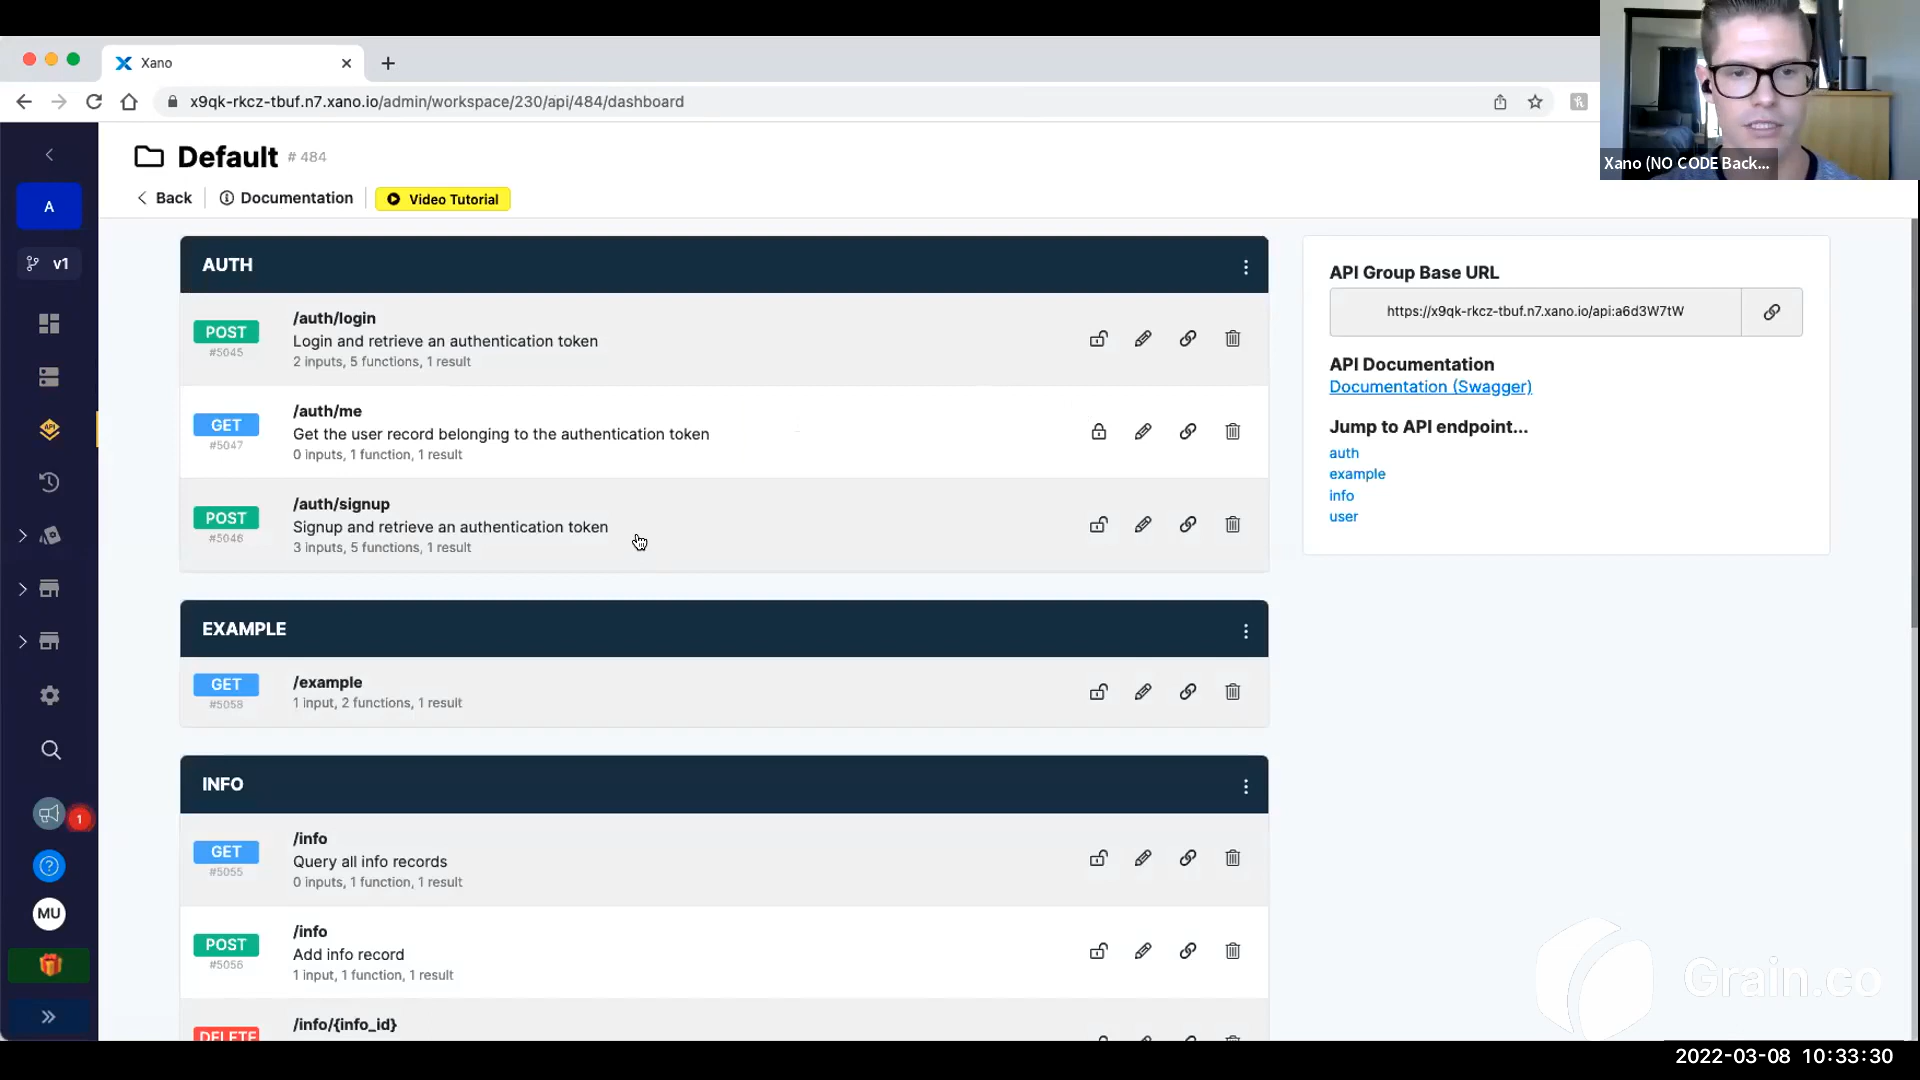 Xano
x9qk-rkcz-tbuf.n7.xano.io/admin/workspace/230/api/484/dashboard
Xano (NO CODE Back...
A
v1
API
1
MU
Default # 484
Back
Documentation
Video Tutorial
AUTH
POST
#5045
/auth/login
Login and retrieve an authentication token
2 inputs, 5 functions, 1 result
GET
#5047
/auth/me
Get the user record belonging to the authentication token
0 inputs, 1 function, 1 result
POST
#5046
/auth/signup
Signup and retrieve an authentication token
3 inputs, 5 functions, 1 result
EXAMPLE
GET
#5058
/example
1 input, 2 functions, 1 result
INFO
GET
#5055
/info
Query all info records
0 inputs, 1 function, 1 result
POST
#5056
/info
Add info record
1 input, 1 function, 1 result
DELETE
/info/{info_id}
API Group Base URL
https://x9qk-rkcz-tbuf.n7.xano.io/api:a6d3W7tW
API Documentation
Documentation (Swagger)
Jump to API endpoint...
auth
example
info
user
Grain.co
2022-03-08 10:33:30